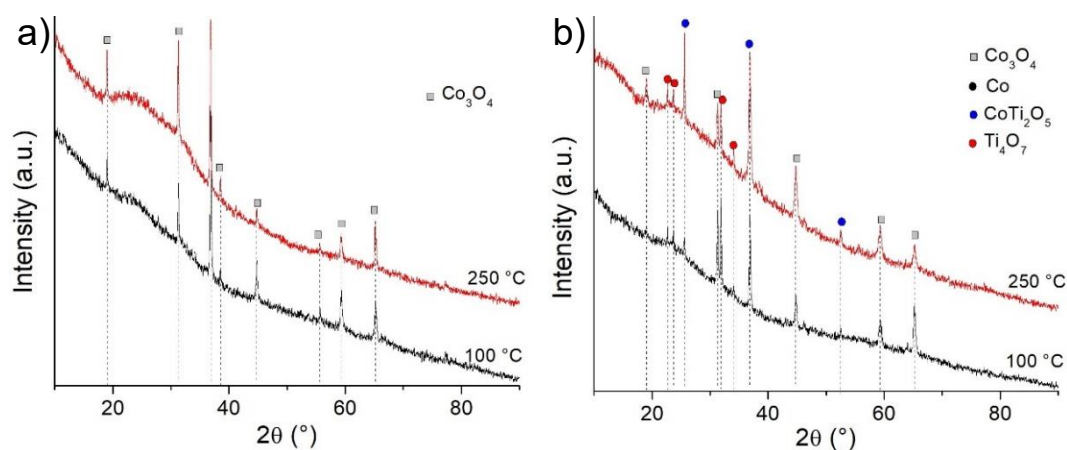 a)
Co₃O₄
Intensity (a.u.)
250 °C
100 °C
20
40
60
80
2θ (°)
b)
Co₃O₄
Co
CoTi₂O₅
Ti₄O₇
Intensity (a.u.)
250 °C
100 °C
20
40
60
80
2θ (°)